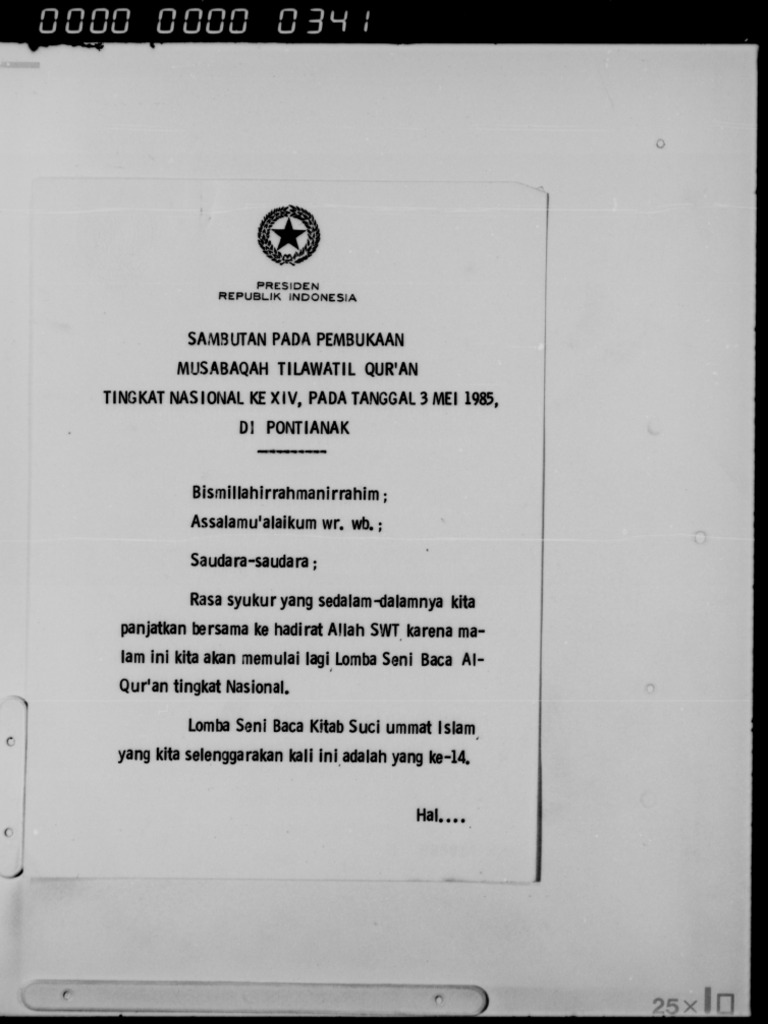 0000 0000 0341
PRESIDEN
REPUBLIK INDONESIA
SAMBUTAN PADA PEMBUKAAN
MUSABAQAH TILAWATIL QUR'AN
TINGKAT NASIONAL KE XIV, PADA TANGGAL 3 MEI 1985,
DI PONTIANAK
Bismillahirrahmanirrahim ;
Assalamu'alaikum wr. wb. ;
Saudara-saudara ;
Rasa syukur yang sedalam-dalamnya kita
panjatkan bersama ke hadirat Allah SWT karena ma-
lam ini kita akan memulai lagi Lomba Seni Baca Al-
Qur'an tingkat Nasional.
Lomba Seni Baca Kitab Suci ummat Islam
yang kita selenggarakan kali ini adalah yang ke-14.
Hal....
25×